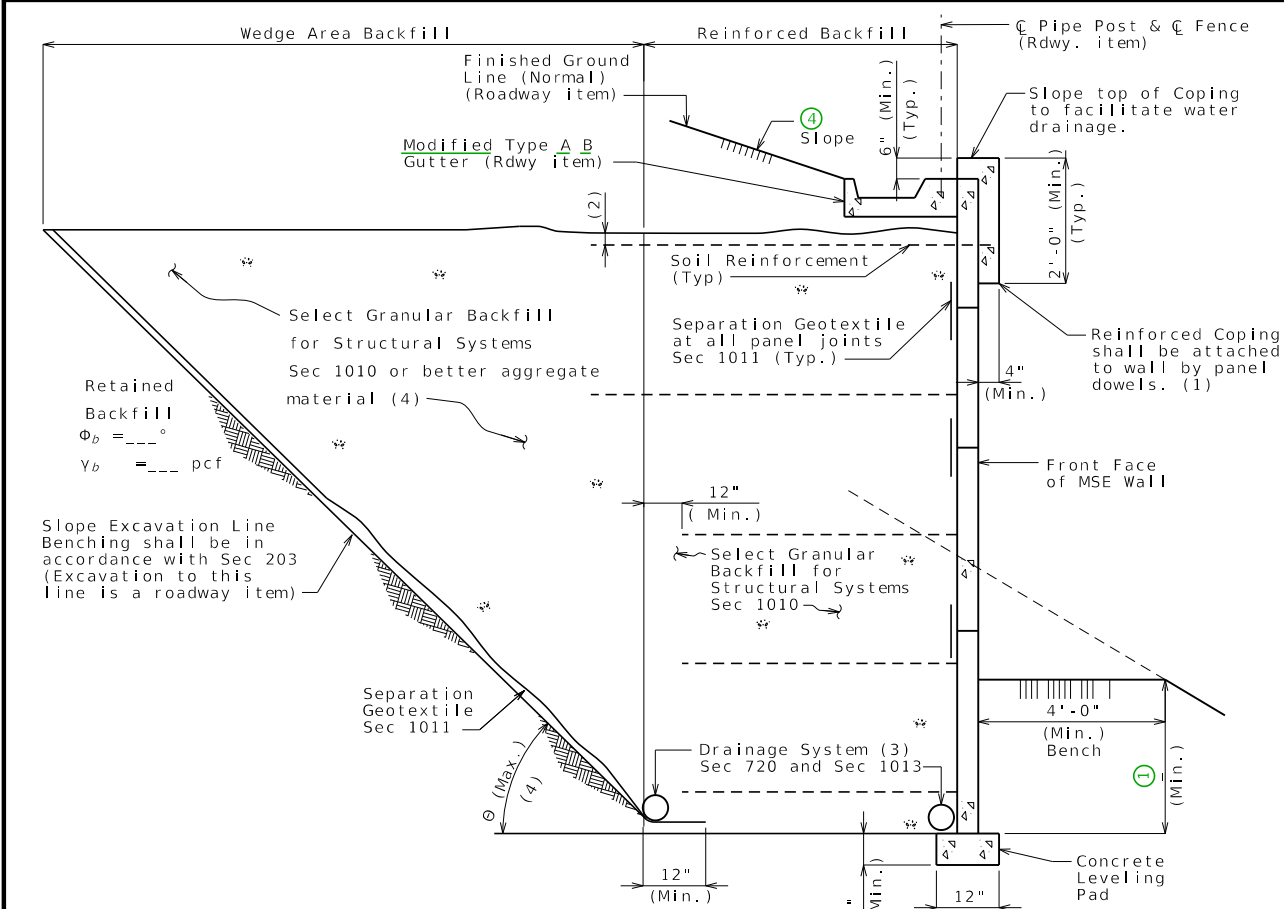 Wedge Area Backfill
Reinforced Backfill
℄ Pipe Post & ℄ Fence
(Rdwy. item)
Finished Ground
Line (Normal)
(Roadway item)
6" (Min.)
(Typ.)
Slope top of Coping
to facilitate water
drainage.
④
Slope
Modified Type A B
Gutter (Rdwy item)
(2)
2'-0" (Min.)
(Typ.)
Soil Reinforcement
(Typ)
Select Granular Backfill
for Structural Systems
Sec 1010 or better aggregate
material (4)
Separation Geotextile
at all panel joints
Sec 1011 (Typ.)
Reinforced Coping
shall be attached
to wall by panel
dowels. (1)
4"
(Min.)
Retained
Backfill
Φb =___°
γb =___ pcf
Front Face
of MSE Wall
12"
( Min.)
Slope Excavation Line
Benching shall be in
accordance with Sec 203
(Excavation to this
line is a roadway item)
Select Granular
Backfill for
Structural Systems
Sec 1010
Separation
Geotextile
Sec 1011
4'-0"
(Min.)
Bench
Drainage System (3)
Sec 720 and Sec 1013
①
(Min.)
Θ (Max.)
(4)
12"
(Min.)
"
Min.)
12"
Concrete
Leveling
Pad